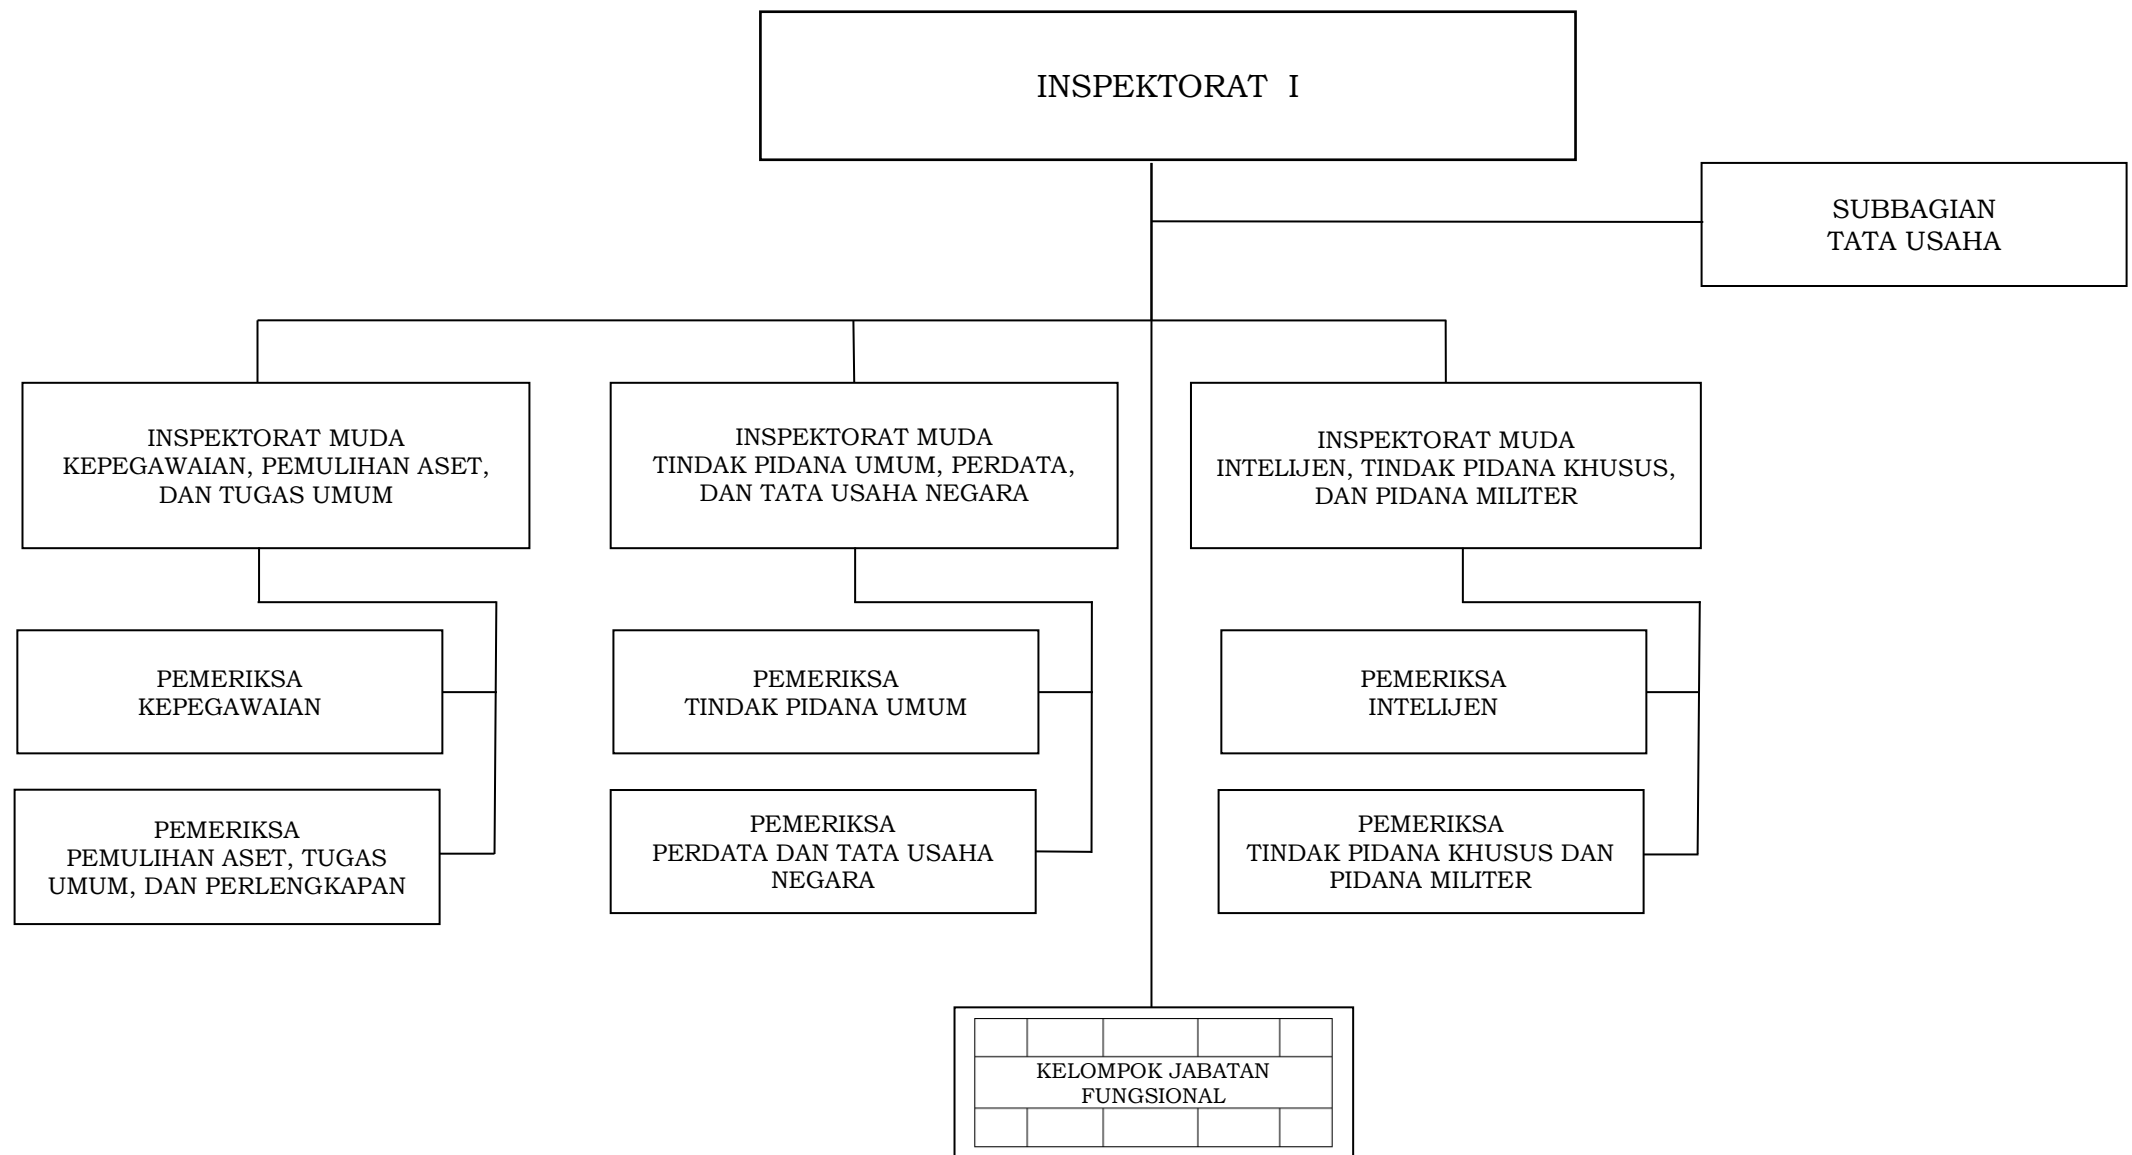 INSPEKTORAT I
SUBBAGIAN
TATA USAHA
INSPEKTORAT MUDA
KEPEGAWAIAN, PEMULIHAN ASET,
DAN TUGAS UMUM
INSPEKTORAT MUDA
TINDAK PIDANA UMUM, PERDATA,
DAN TATA USAHA NEGARA
INSPEKTORAT MUDA
INTELIJEN, TINDAK PIDANA KHUSUS,
DAN PIDANA MILITER
PEMERIKSA
KEPEGAWAIAN
PEMERIKSA
TINDAK PIDANA UMUM
PEMERIKSA
INTELIJEN
PEMERIKSA
PEMULIHAN ASET, TUGAS
UMUM, DAN PERLENGKAPAN
PEMERIKSA
PERDATA DAN TATA USAHA
NEGARA
PEMERIKSA
TINDAK PIDANA KHUSUS DAN
PIDANA MILITER
KELOMPOK JABATAN
FUNGSIONAL